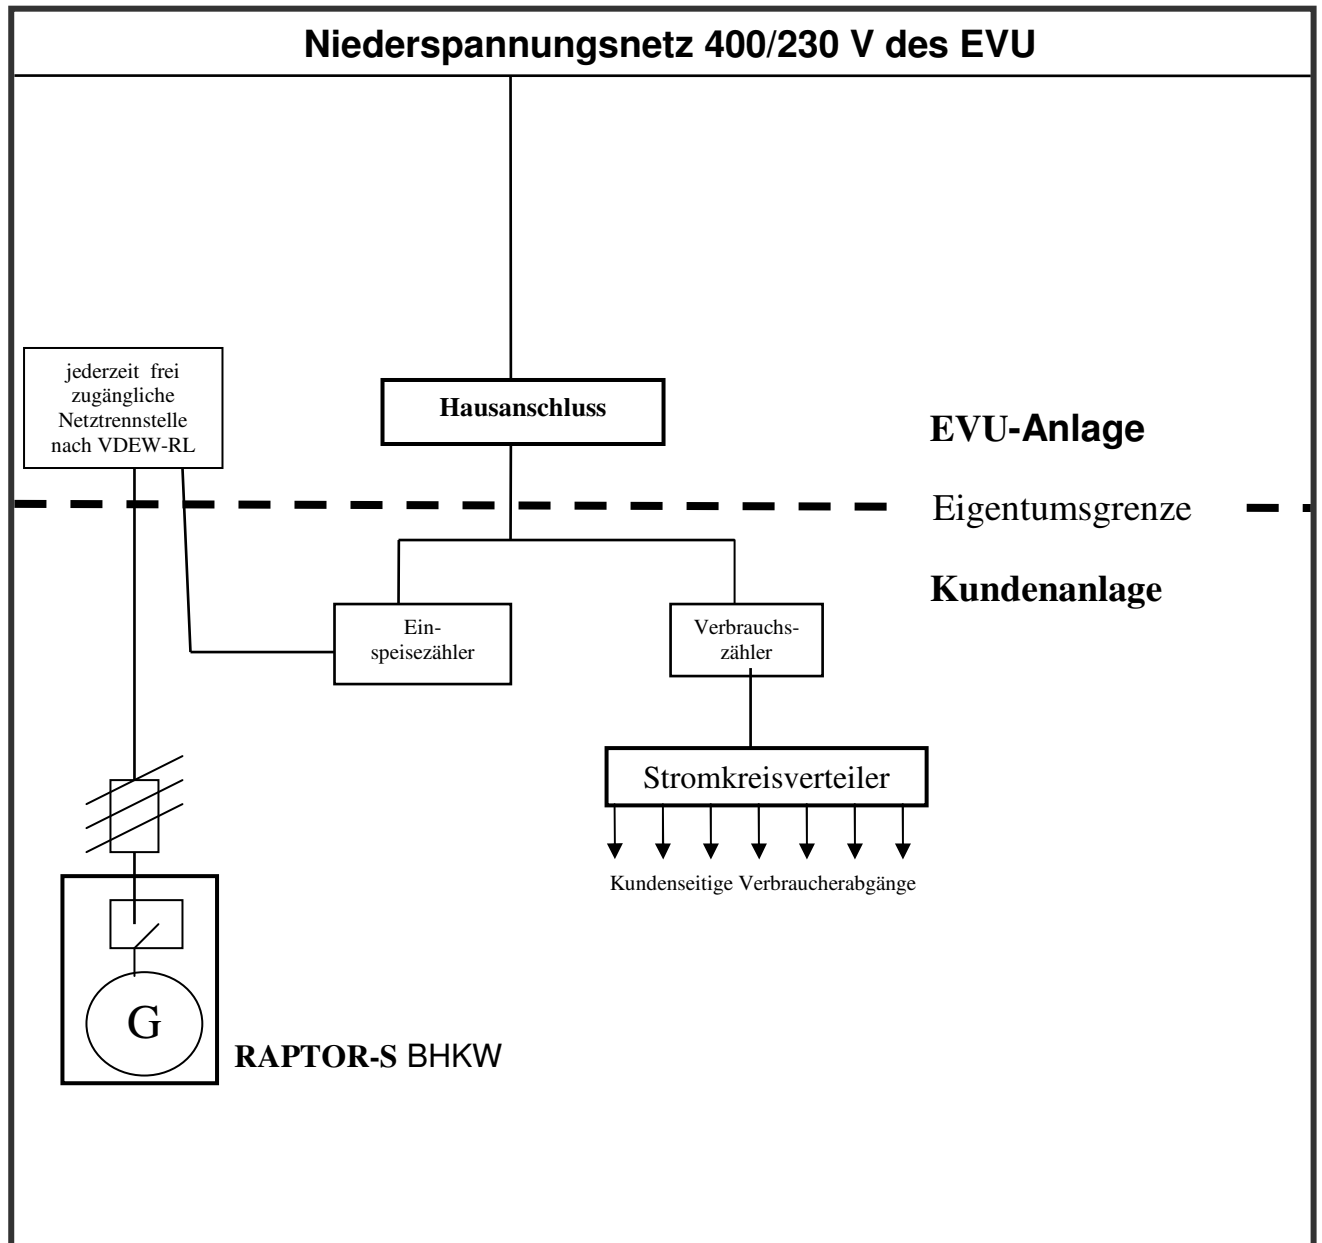 Niederspannungsnetz 400/230 V des EVU
jederzeit frei
zugängliche
Netztrennstelle
nach VDEW-RL
Hausanschluss
EVU-Anlage
Eigentumsgrenze
Kundenanlage
Ein-
speisezähler
Verbrauchs-
zähler
Stromkreisverteiler
Kundenseitige Verbraucherabgänge
G
RAPTOR-S BHKW